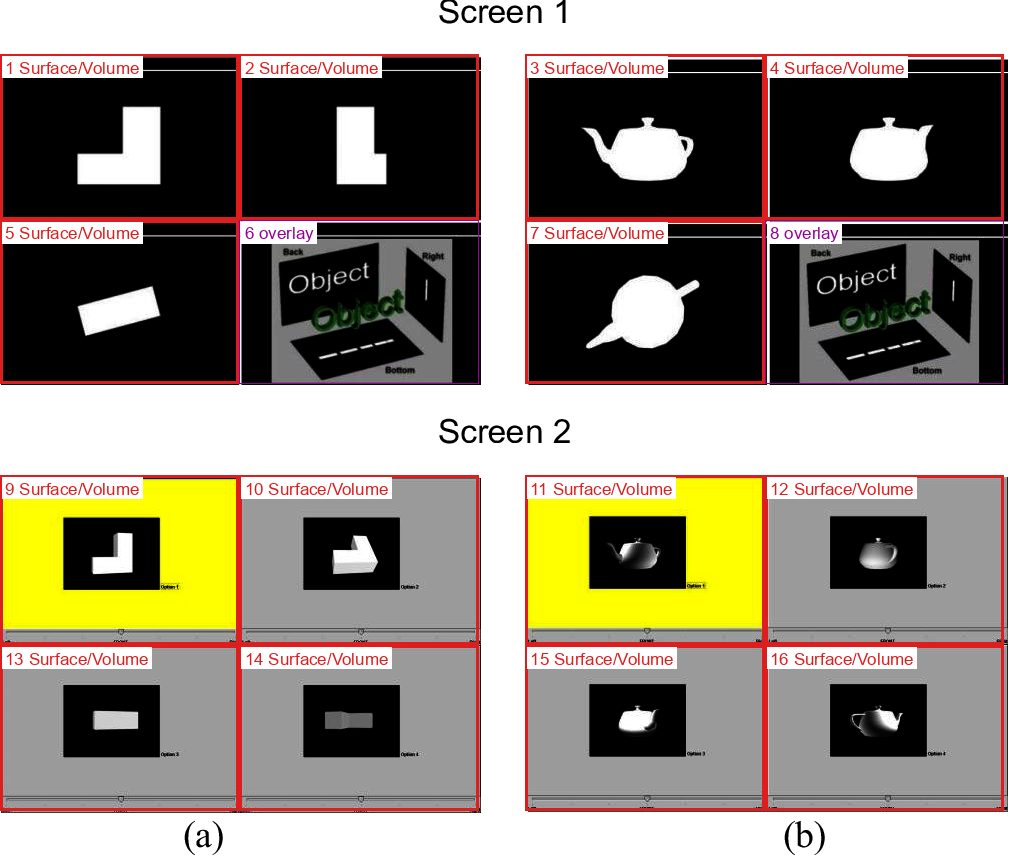 Screen 1
1 Surface/Volume
2 Surface/Volume
3 Surface/Volume
4 Surface/Volume
5 Surface/Volume
6 overlay
Back
Right
Object
Object
Bottom
7 Surface/Volume
8 overlay
Back
Right
Object
Object
Bottom
Screen 2
9 Surface/Volume
Option 1
10 Surface/Volume
Option 2
11 Surface/Volume
Option 1
12 Surface/Volume
Option 2
13 Surface/Volume
Option 3
14 Surface/Volume
Option 4
15 Surface/Volume
Option 3
16 Surface/Volume
Option 4
(a)
(b)